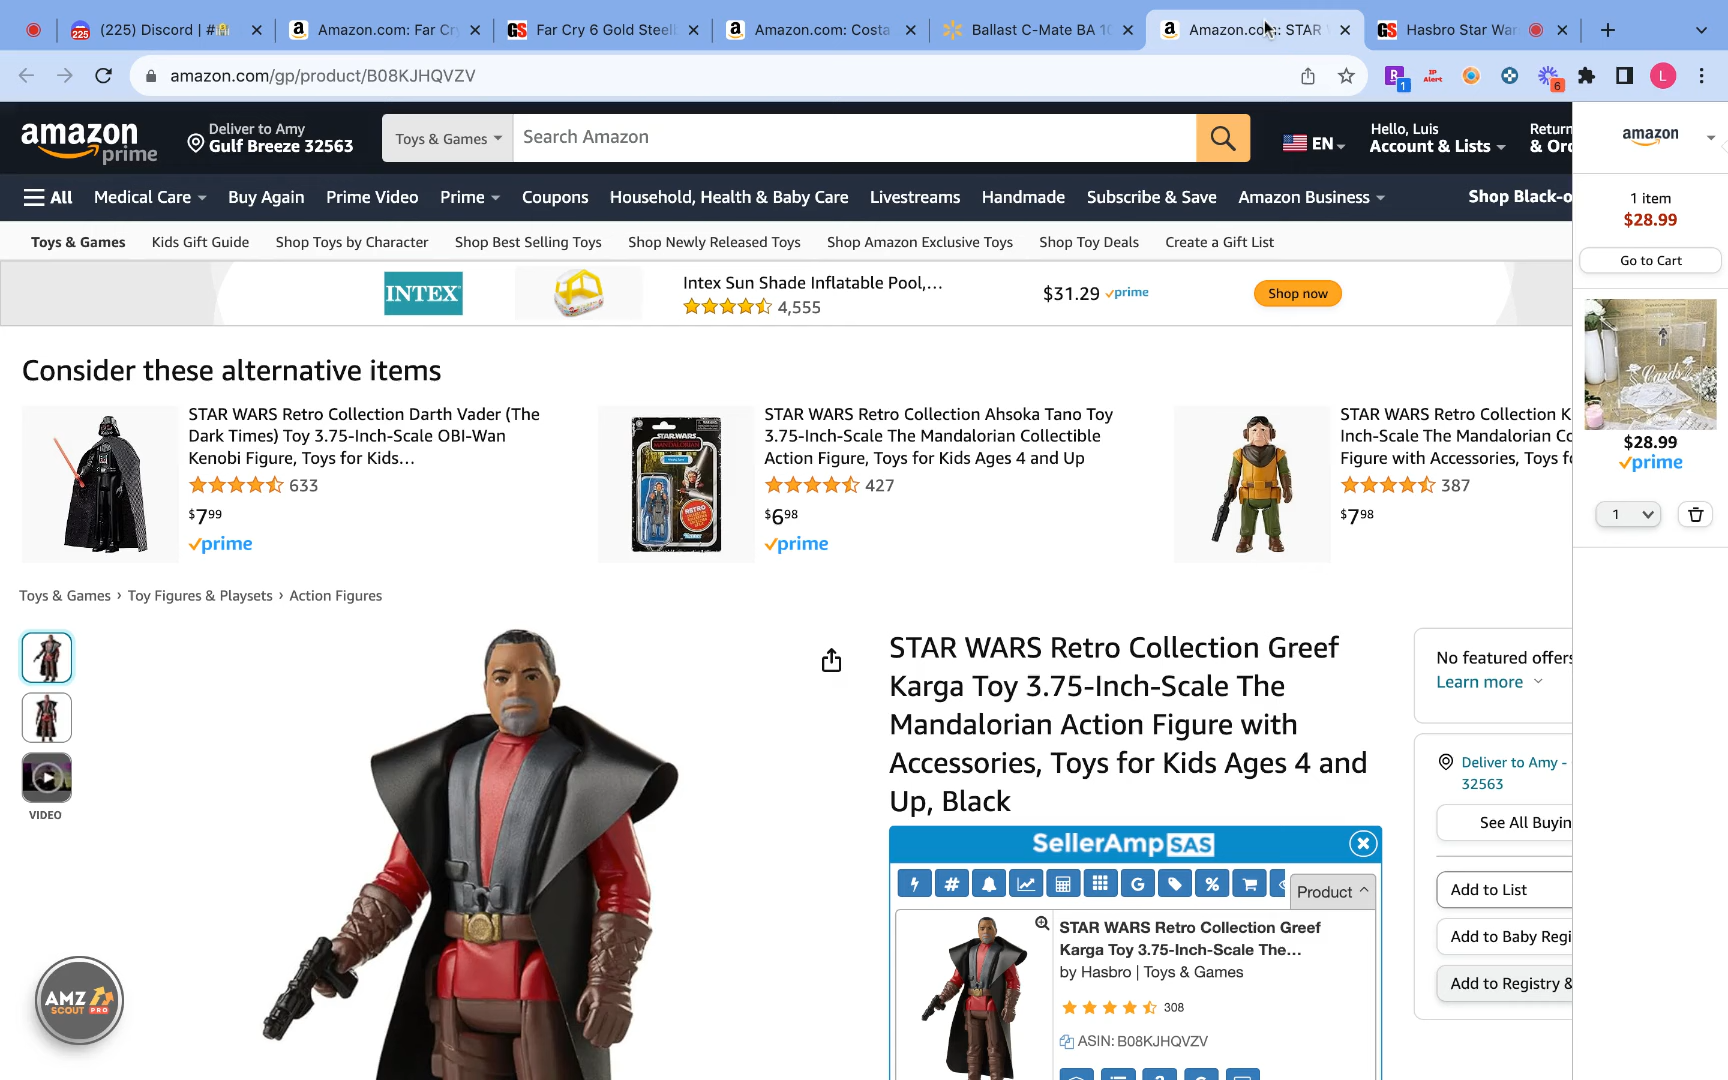 225
(225) Discord | #
Amazon.com: Far Cry
GS
Far Cry 6 Gold Steell
Amazon.com: Costa
Ballast C-Mate BA 10
Amazon.com: STAR
GS
Hasbro Star War
amazon.com/gp/product/B08KJHQVZV
R
1
IP
Alert
6
L
amazon
prime
Deliver to Amy
Gulf Breeze 32563
Toys & Games
Search Amazon
EN
Hello, Luis
Account & Lists
Return
& Ord
All
Medical Care
Buy Again
Prime Video
Prime
Coupons
Household, Health & Baby Care
Livestreams
Handmade
Subscribe & Save
Amazon Business
Shop Black-o
Toys & Games
Kids Gift Guide
Shop Toys by Character
Shop Best Selling Toys
Shop Newly Released Toys
Shop Amazon Exclusive Toys
Shop Toy Deals
Create a Gift List
INTEX
Intex Sun Shade Inflatable Pool,...
4,555
$31.29 prime
Shop now
Consider these alternative items
STAR WARS Retro Collection Darth Vader (The
Dark Times) Toy 3.75-Inch-Scale OBI-Wan
Kenobi Figure, Toys for Kids...
633
$7 99
prime
STAR WARS
RETRO
STAR WARS Retro Collection Ahsoka Tano Toy
3.75-Inch-Scale The Mandalorian Collectible
Action Figure, Toys for Kids Ages 4 and Up
427
$6 98
prime
STAR WARS Retro Collection K
Inch-Scale The Mandalorian Co
Figure with Accessories, Toys fo
387
$7 98
Toys & Games › Toy Figures & Playsets › Action Figures
VIDEO
AMZ
SCOUT PRO
STAR WARS Retro Collection Greef
Karga Toy 3.75-Inch-Scale The
Mandalorian Action Figure with
Accessories, Toys for Kids Ages 4 and
Up, Black
SellerAmp SAS
G
Product
STAR WARS Retro Collection Greef
Karga Toy 3.75-Inch-Scale The...
by Hasbro | Toys & Games
308
ASIN: B08KJHQVZV
No featured offers
Learn more
Deliver to Amy -
32563
See All Buyin
Add to List
Add to Baby Regi
Add to Registry &
amazon
1 item
$28.99
Go to Cart
Cards
$28.99
prime
1